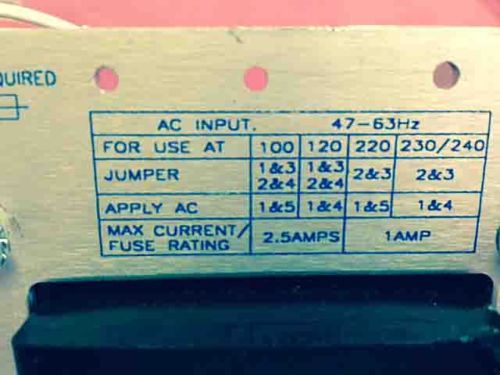 QUIRED
AC INPUT. 47-63Hz
FOR USE AT 100 120 220 230/240
JUMPER 1&3 2&4 1&3 2&4 2&3 2&3
APPLY AC 1&5 1&4 1&5 1&4
MAX CURRENT/ FUSE RATING 2.5AMPS 1AMP